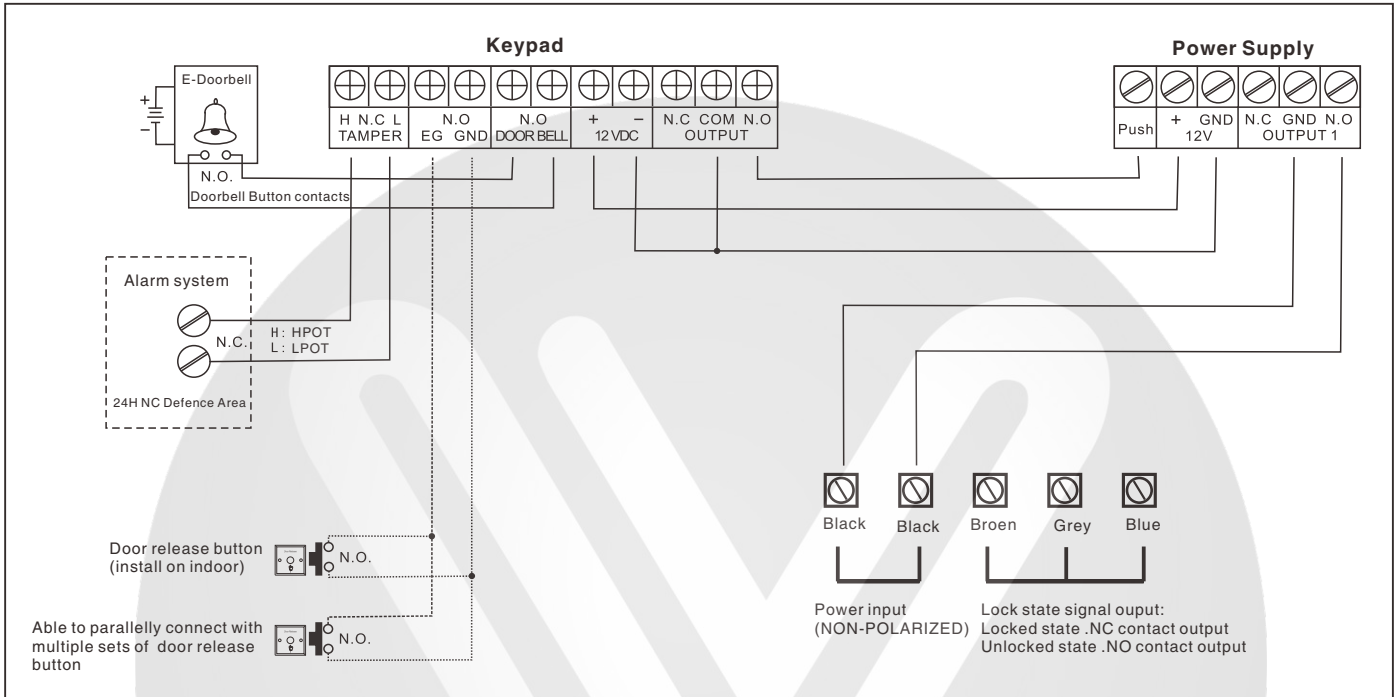 Keypad
Power Supply
E-Doorbell
+
−
N.O.
Doorbell Button contacts
H N.C L
TAMPER
N.O
EG GND
N.O
DOOR BELL
+ −
12 VDC
N.C COM N.O
OUTPUT
Push
+ GND
12V
N.C GND N.O
OUTPUT 1
Alarm system
N.C.
H: HPOT
L: LPOT
24H NC Defence Area
Door release button
(install on indoor)
N.O.
Able to parallelly connect with
multiple sets of door release
button
N.O.
Black
Black
Broen
Grey
Blue
Power input
(NON-POLARIZED)
Lock state signal ouput:
Locked state .NC contact output
Unlocked state .NO contact output